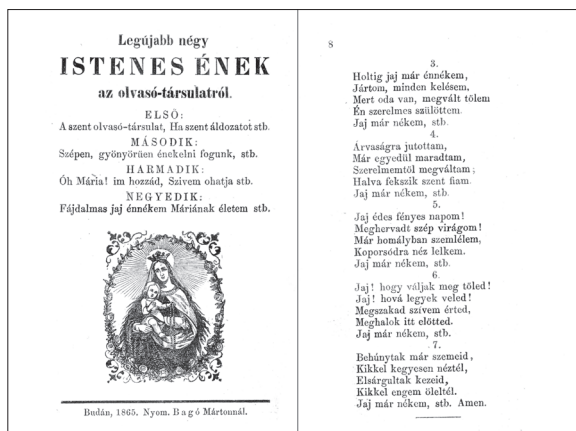 Legújabb négy
ISTENES ÉNEK
az olvasó-társulatról.
ELSŐ:
A szent olvasó-társulat, Ha szent áldozatot stb.
MÁSODIK:
Szépen, gyönyörüen énekelni fogunk, stb.
HARMADIK:
Óh Mária! im hozzád, Szivem ohatja stb.
NEGYEDIK:
Fájdalmas jaj énnékem Máriának életem stb.
Budán, 1865. Nyom. Bagó Mártonnál.
8
3.
Holtig jaj már énnékem,
Jártom, minden kelésem,
Mert oda van, megvált tőlem
Én szerelmes szülöttem.
Jaj már nékem, stb.
4.
Árvaságra jutottam,
Már egyedül maradtam,
Szerelmemtől megváltam;
Halva fekszik szent fiam.
Jaj már nékem, stb.
5.
Jaj édes fényes napom!
Meghervadt szép virágom!
Már homályban szemlélem,
Koporsódra néz lelkem.
Jaj már nékem, stb.
6.
Jaj! hogy váljak meg tőled!
Jaj! hová legyek veled!
Megszakad szívem érted,
Meghalok itt előtted.
Jaj már nékem, stb.
7.
Behúnytak már szemeid,
Kikkel kegyesen néztél,
Elsárgultak kezeid,
Kikkel engem öleltél.
Jaj már nékem, stb. Amen.